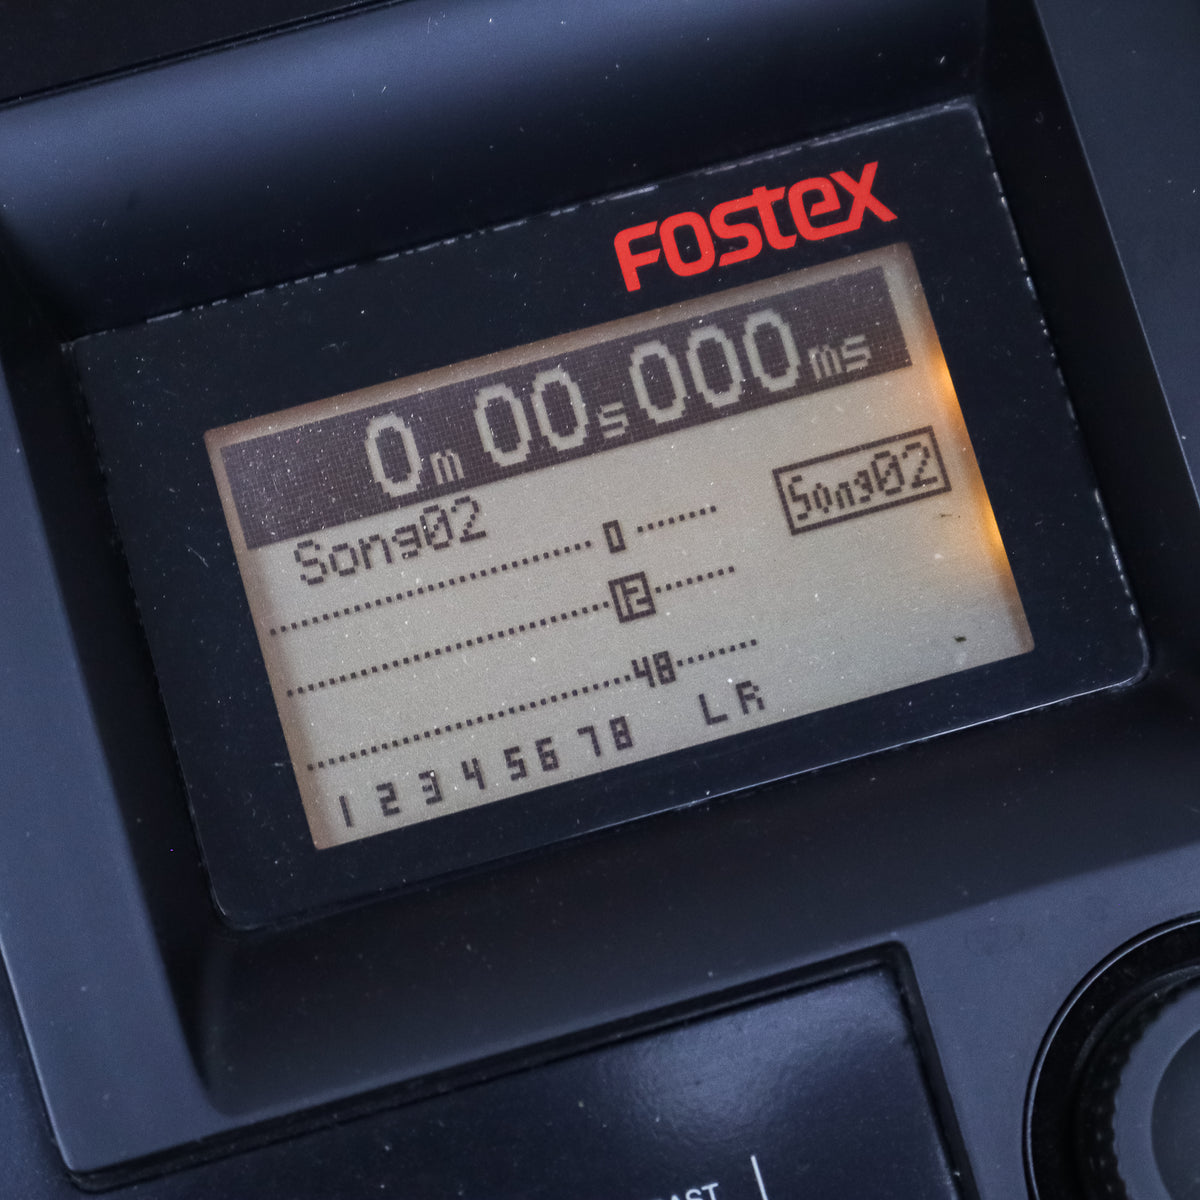 FOSTEX
0m 00s 000ms
Song02
Song02
0
12
48
1 2 3 4 5 6 7 8 L R